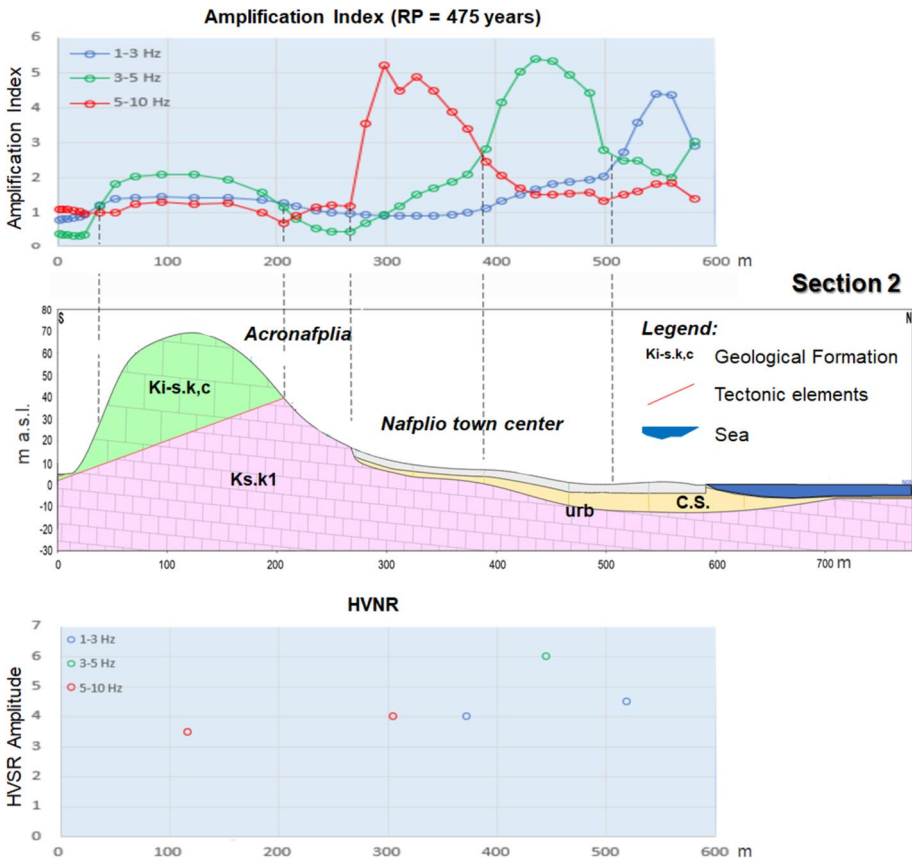 Amplification Index (RP = 475 years)
Amplification Index
6
5
4
3
2
1
0
1-3 Hz
3-5 Hz
5-10 Hz
0 100 200 300 400 500 600 m
Section 2
m a.s.l.
80
70
60
50
40
30
20
10
0
-10
-20
-30
S
N
Acronafplia
Ki-s.k,c
Nafplio town center
Ks.k1
urb
C.S.
Legend:
Ki-s.k,c Geological Formation
Tectonic elements
Sea
0 100 200 300 400 500 600 700 m
HVNR
HVSR Amplitude
7
6
5
4
3
2
1
0
1-3 Hz
3-5 Hz
5-10 Hz
0 100 200 300 400 500 600 m